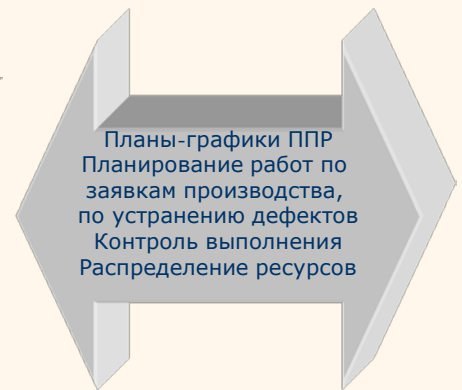 Планы-графики ППР
Планирование работ по
заявкам производства,
по устранению дефектов
Контроль выполнения
Распределение ресурсов